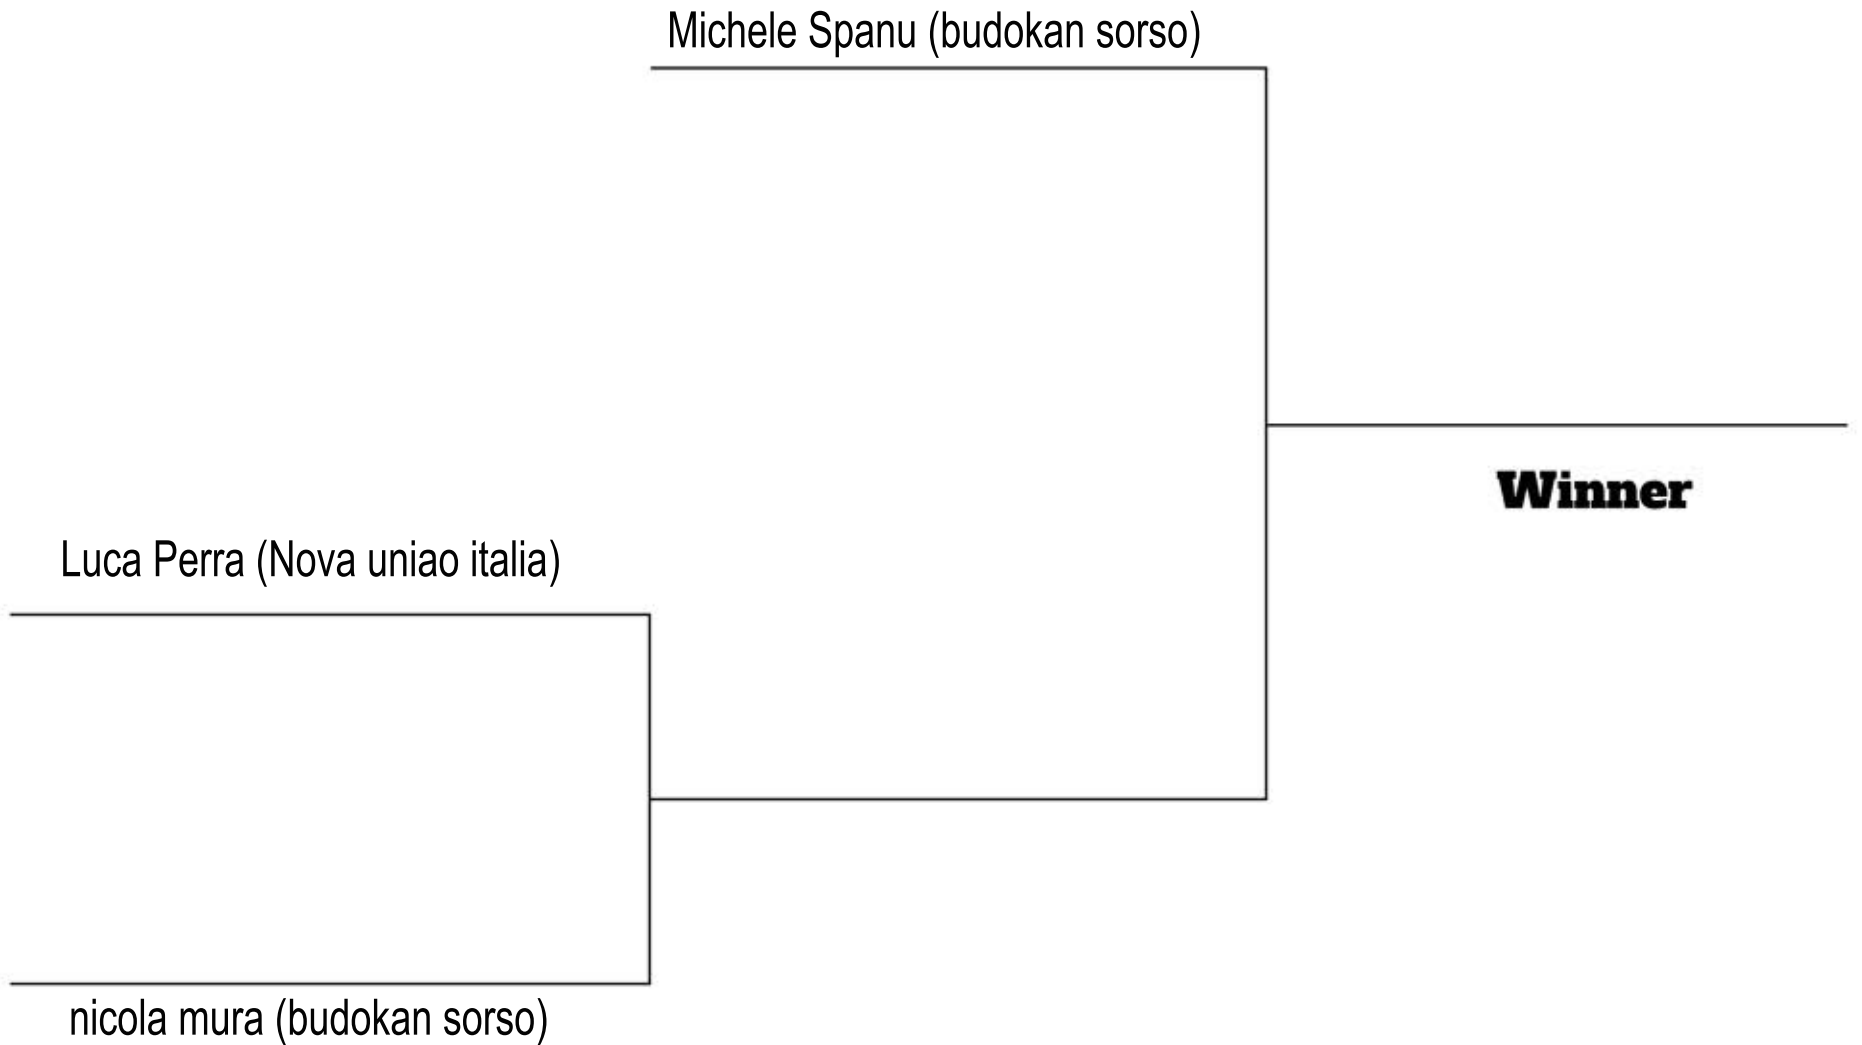 Michele Spanu (budokan sorso)
Winner
Luca Perra (Nova uniao italia)
nicola mura (budokan sorso)